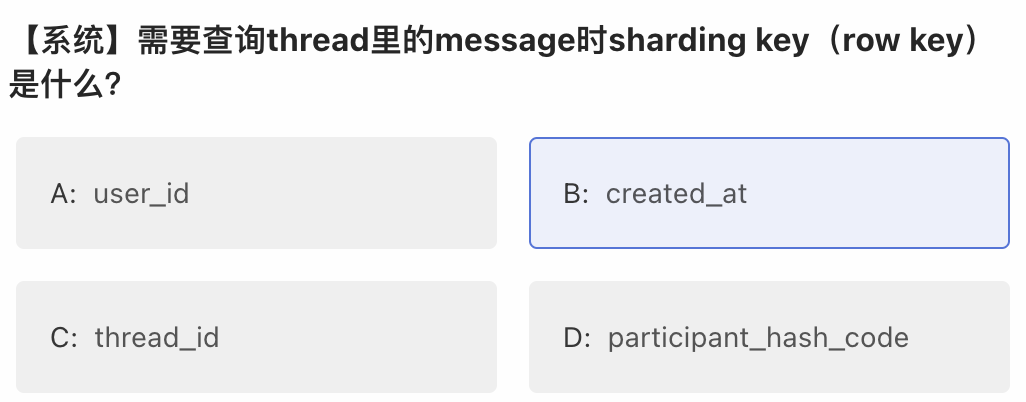 【系统】需要查询thread里的message时sharding key（row key）
是什么?
A: user_id
B: created_at
C: thread_id
D: participant_hash_code